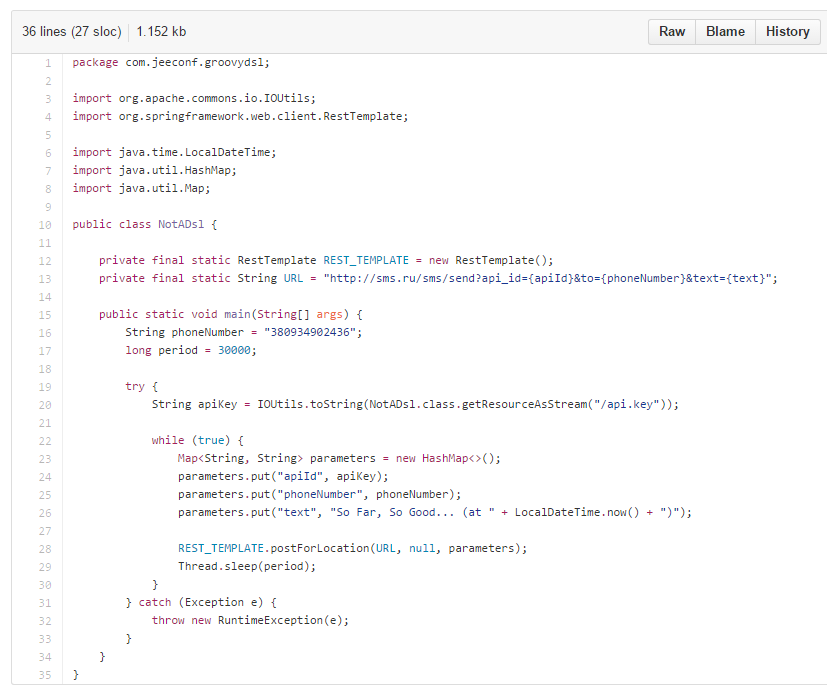 36 lines (27 sloc) 1.152 kb Raw Blame History
1 package com.jeeconf.groovydsl;
2
3 import org.apache.commons.io.IOUtils;
4 import org.springframework.web.client.RestTemplate;
5
6 import java.time.LocalDateTime;
7 import java.util.HashMap;
8 import java.util.Map;
9
10 public class NotADsl {
11
12     private final static RestTemplate REST_TEMPLATE = new RestTemplate();
13     private final static String URL = "http://sms.ru/sms/send?api_id={apiId}&to={phoneNumber}&text={text}";
14
15     public static void main(String[] args) {
16         String phoneNumber = "380934902436";
17         long period = 30000;
18
19         try {
20             String apiKey = IOUtils.toString(NotADsl.class.getResourceAsStream("/api.key"));
21
22             while (true) {
23                 Map<String, String> parameters = new HashMap<>();
24                 parameters.put("apiId", apiKey);
25                 parameters.put("phoneNumber", phoneNumber);
26                 parameters.put("text", "So Far, So Good... (at " + LocalDateTime.now() + ")");
27
28                 REST_TEMPLATE.postForLocation(URL, null, parameters);
29                 Thread.sleep(period);
30             }
31         } catch (Exception e) {
32             throw new RuntimeException(e);
33         }
34     }
35 }